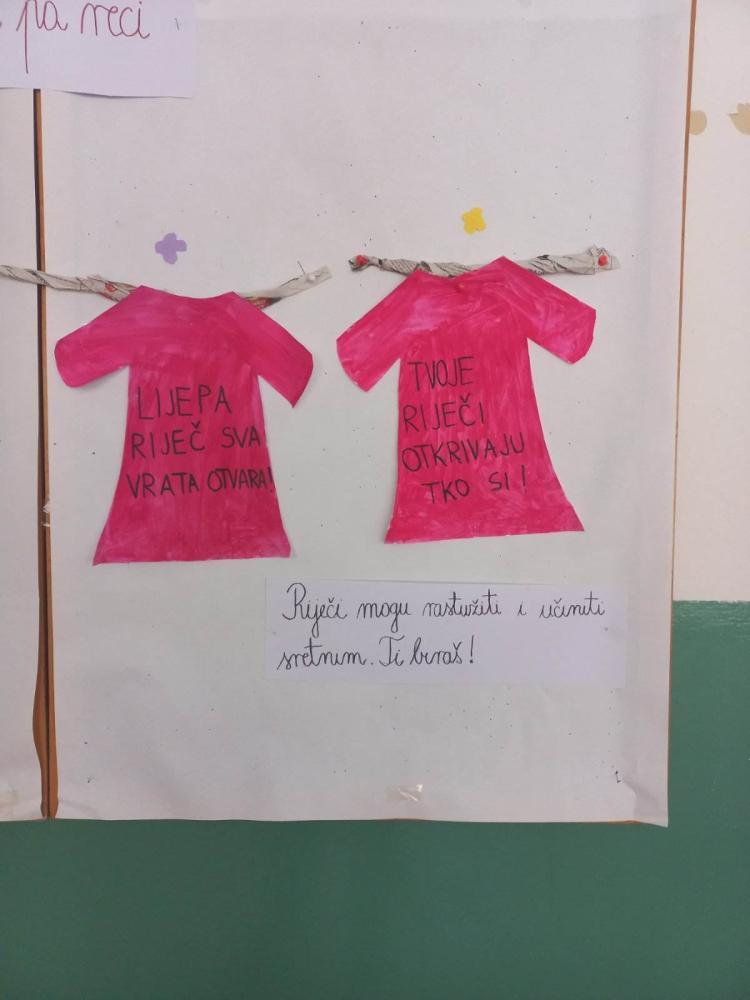 pa reci
LIJEPA
RIJEČ SVA
VRATA OTVARA!
TVOJE
RIJEČI
OTKRIVAJU
TKO SI!
Riječi mogu rastužiti i učiniti
sretnim. Ti biraš!